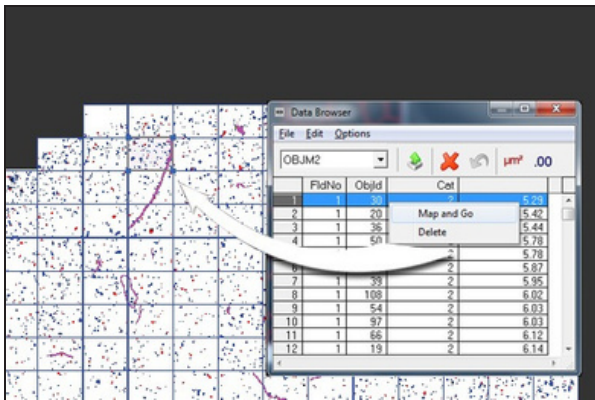 Data Browser
File Edit Options
OBJM2 µm² .00
FldNo ObjId Cat
1 1 30 2 5.29
2 1 20 5.42
3 1 36 5.44
4 1 50 5.78
2 5.78
6 2 5.87
7 1 39 2 5.95
8 1 108 2 6.02
9 1 54 2 6.03
10 1 97 2 6.03
11 1 66 2 6.12
12 1 19 2 6.14
Map and Go
Delete